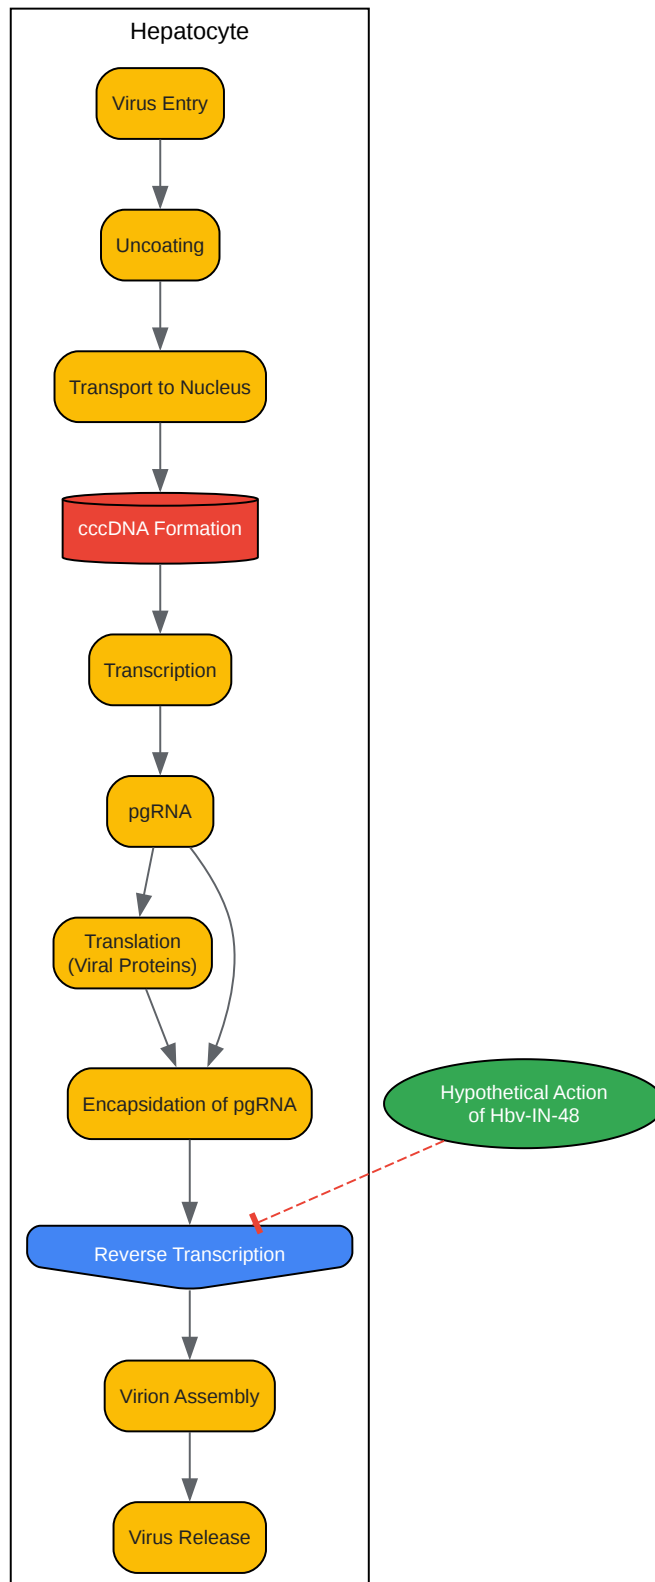 Hepatocyte
Virus Entry
Uncoating
Transport to Nucleus
cccDNA Formation
Transcription
pgRNA
Translation
(Viral Proteins)
Encapsidation of pgRNA
Hypothetical Action
of Hbv-IN-48
Reverse Transcription
Virion Assembly
Virus Release